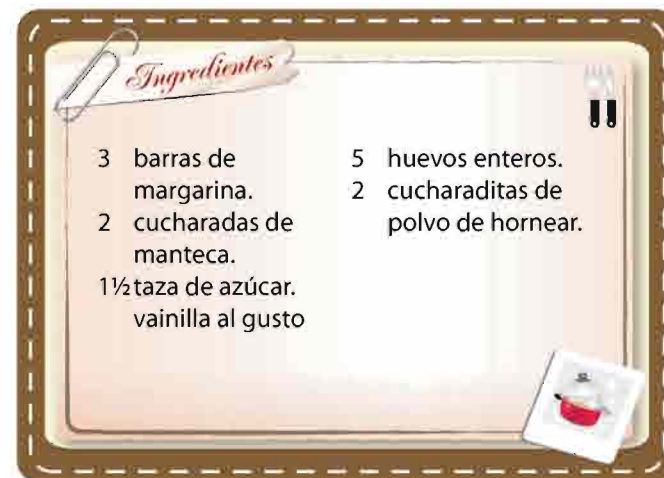 Ingredientes
3 barras de
margarina.
2 cucharadas de
manteca.
1½ taza de azúcar.
vainilla al gusto
5 huevos enteros.
2 cucharaditas de
polvo de hornear.